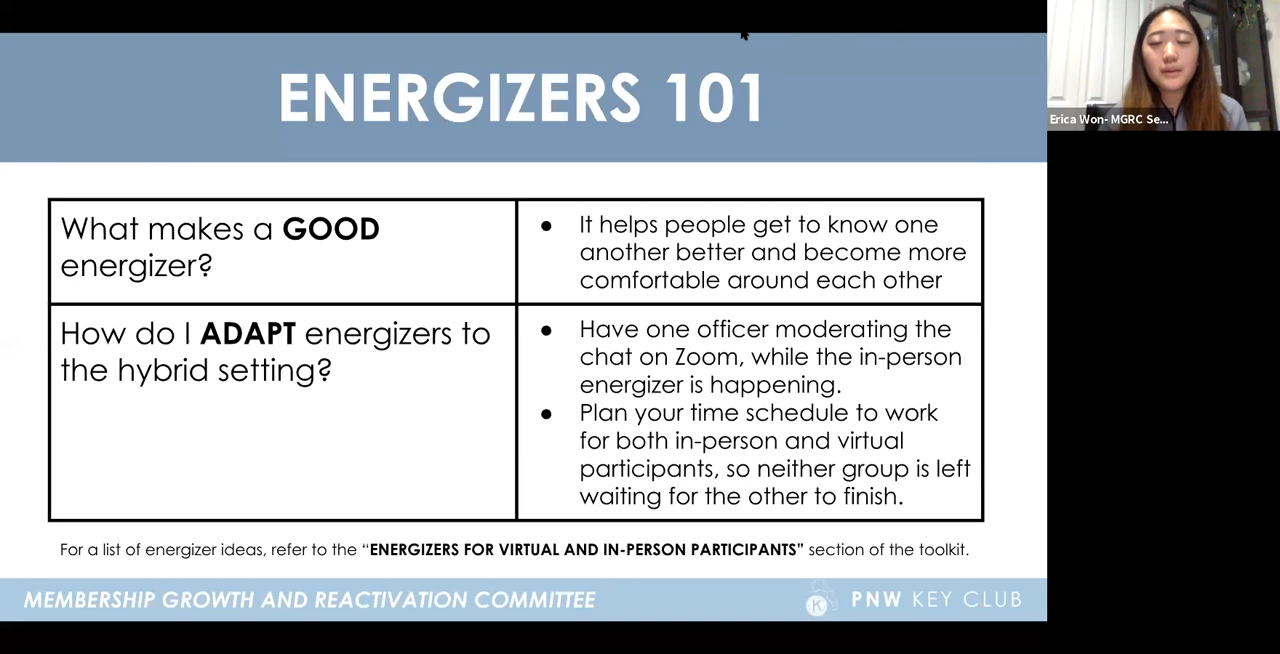 ENERGIZERS 101
Erica Won- MGRC Se...
What makes a GOOD
energizer?
● It helps people get to know one
another better and become more
comfortable around each other
How do I ADAPT energizers to
the hybrid setting?
● Have one officer moderating the
chat on Zoom, while the in-person
energizer is happening.
● Plan your time schedule to work
for both in-person and virtual
participants, so neither group is left
waiting for the other to finish.
For a list of energizer ideas, refer to the “ENERGIZERS FOR VIRTUAL AND IN-PERSON PARTICIPANTS” section of the toolkit.
MEMBERSHIP GROWTH AND REACTIVATION COMMITTEE
K
PNW KEY CLUB